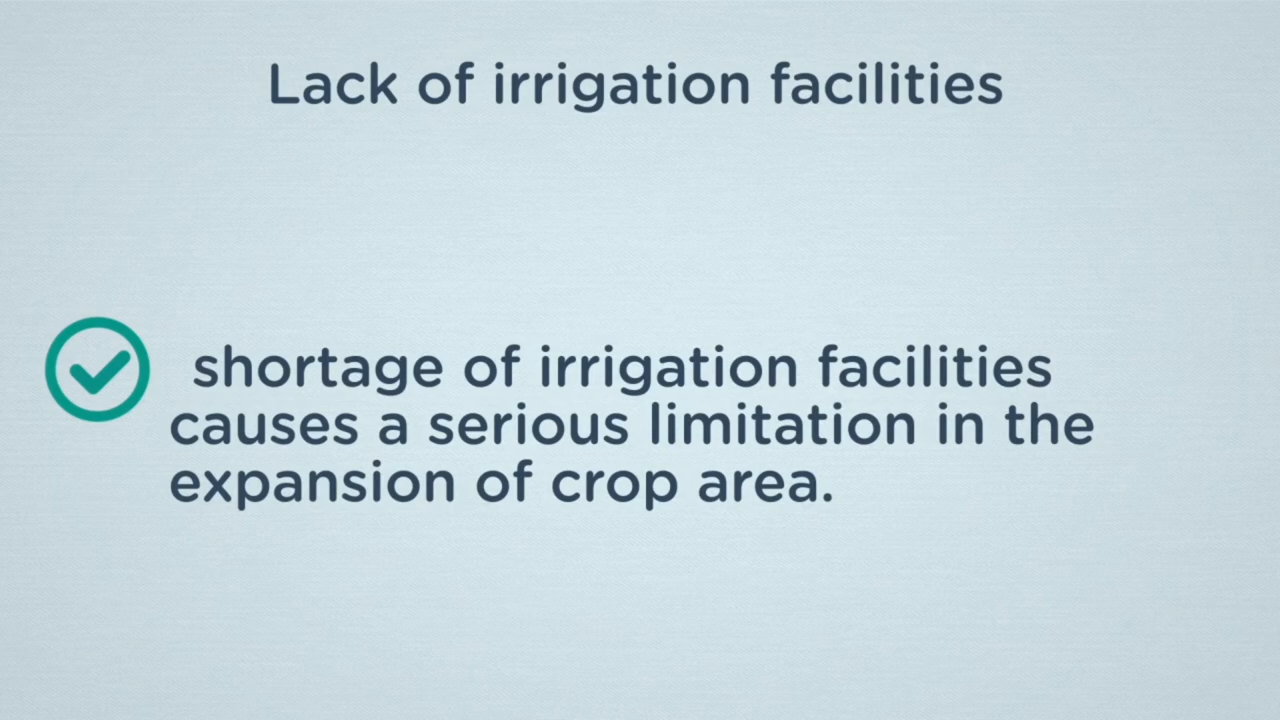 Lack of irrigation facilities
shortage of irrigation facilities
causes a serious limitation in the
expansion of crop area.